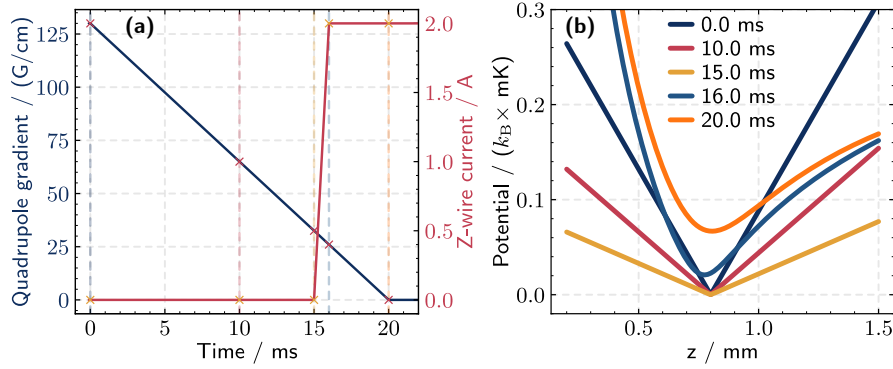 (a)
Quadrupole gradient / (G/cm)
125
100
75
50
25
0
0
5
10
15
20
Time / ms
2.0
1.5
1.0
0.5
0.0
Z-wire current / A
(b)
Potential / (k_B × mK)
0.3
0.2
0.1
0.0
0.5
1.0
1.5
z / mm
0.0 ms
10.0 ms
15.0 ms
16.0 ms
20.0 ms